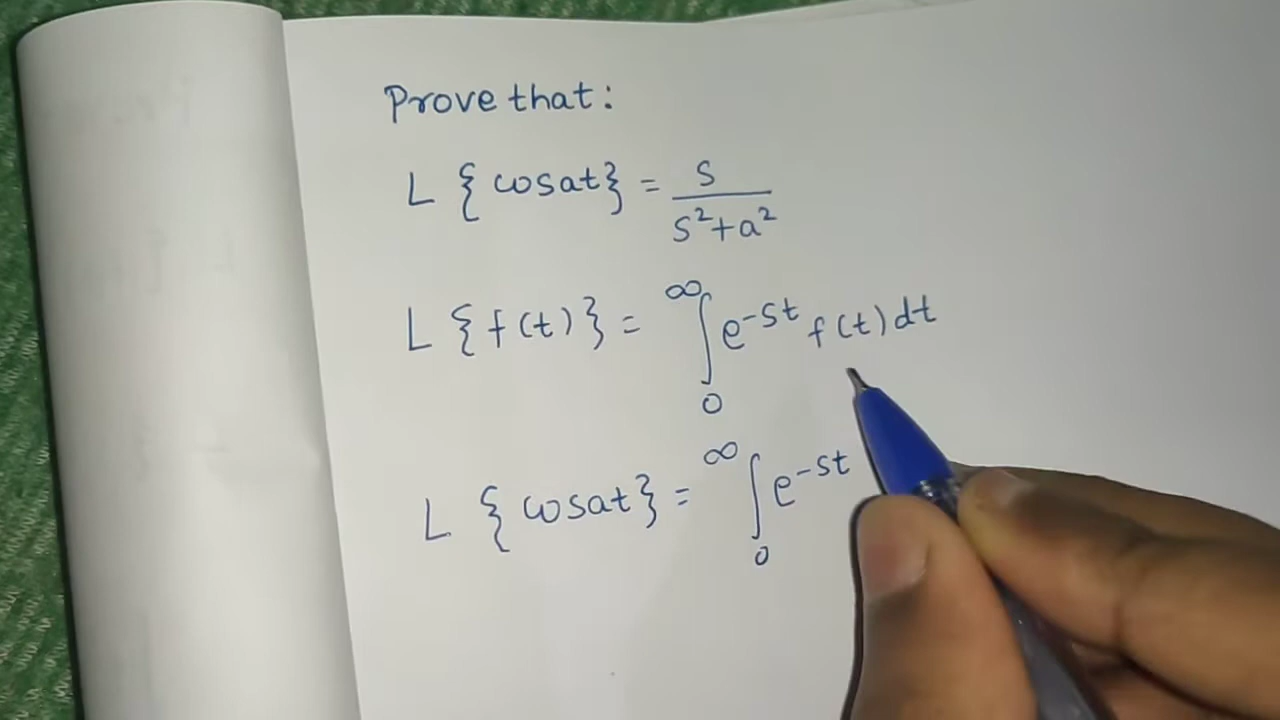 Prove that:
L {cosat} = s/(s²+a²)
L {f(t)} = ∫₀^∞ e^-st f(t) dt
L {cosat} = ∫₀^∞ e^-st